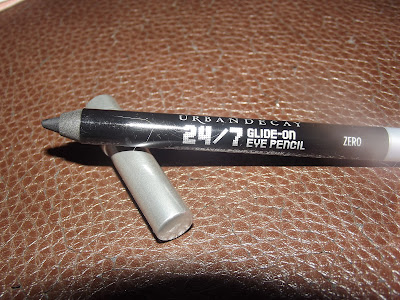 URBANDECAY
24/7 GLIDE-ON
EYE PENCIL
ZERO